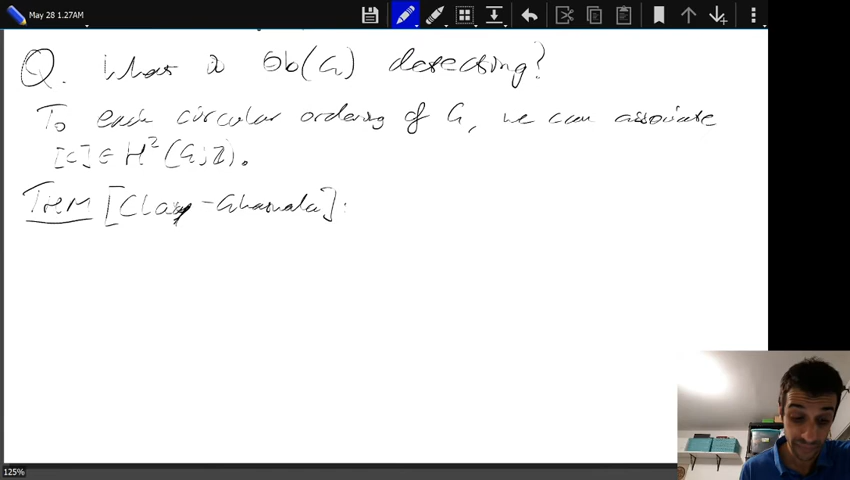 May 28 1:27AM
Q. What is Ob(G) detecting?
To each circular ordering of G, we can associate
[c] ∈ H²(G;Z).
THM [Clay-Ghaswala]:
125%